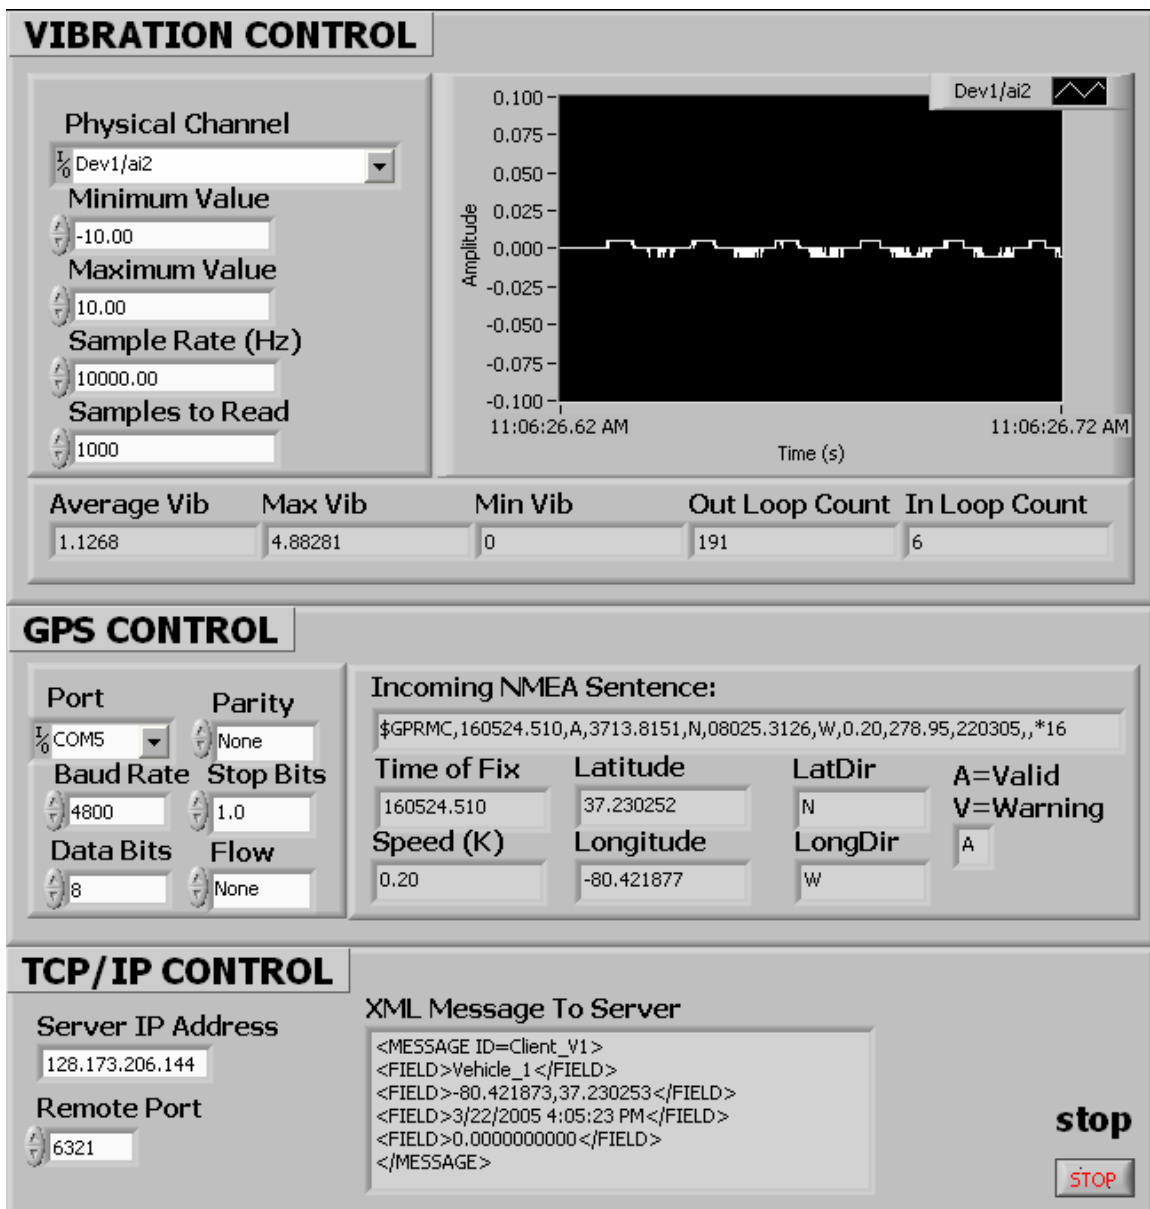 VIBRATION CONTROL
Physical Channel
I/O Dev1/ai2
Minimum Value
-10.00
Maximum Value
10.00
Sample Rate (Hz)
10000.00
Samples to Read
1000
Dev1/ai2
Amplitude
0.100
0.075
0.050
0.025
0.000
-0.025
-0.050
-0.075
-0.100
11:06:26.62 AM 11:06:26.72 AM
Time (s)
Average Vib Max Vib Min Vib Out Loop Count In Loop Count
1.1268 4.88281 0 191 6
GPS CONTROL
Port Parity
I/O COM5 None
Baud Rate Stop Bits
4800 1.0
Data Bits Flow
8 None
Incoming NMEA Sentence:
$GPRMC,160524.510,A,3713.8151,N,08025.3126,W,0.20,278.95,220305,,*16
Time of Fix Latitude LatDir A=Valid
160524.510 37.230252 N V=Warning
Speed (K) Longitude LongDir A
0.20 -80.421877 W
TCP/IP CONTROL
Server IP Address
128.173.206.144
Remote Port
6321
XML Message To Server
<MESSAGE ID=Client_V1>
<FIELD>Vehicle_1</FIELD>
<FIELD>-80.421873,37.230253</FIELD>
<FIELD>3/22/2005 4:05:23 PM</FIELD>
<FIELD>0.0000000000</FIELD>
</MESSAGE>
stop
STOP